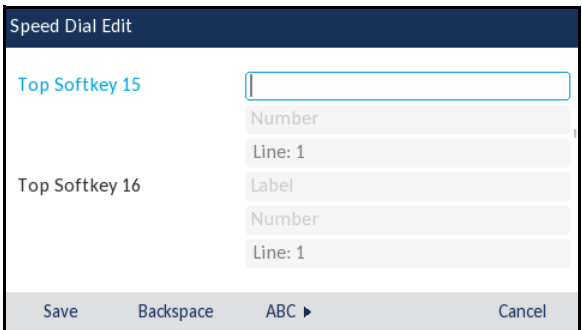 Speed Dial Edit
Top Softkey 15
Number
Line: 1
Top Softkey 16 Label
Number
Line: 1
Save Backspace ABC Cancel